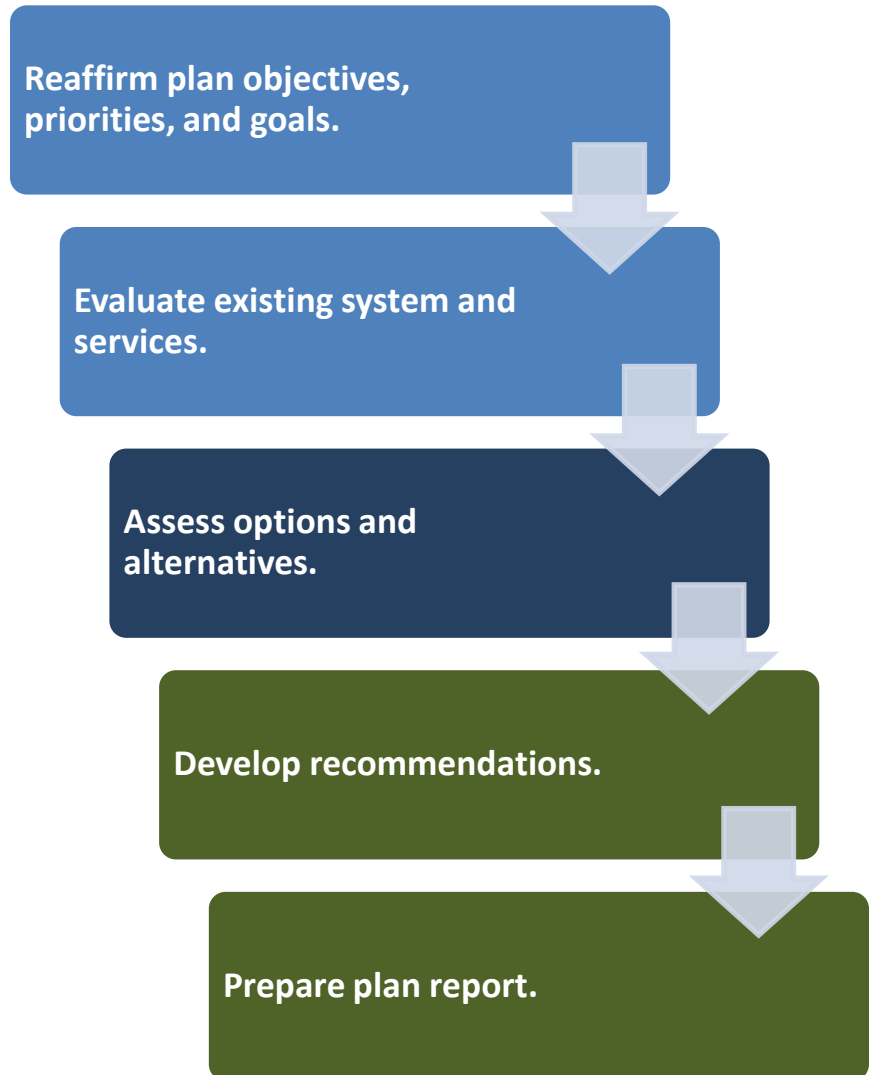 Reaffirm plan objectives,
priorities, and goals.
Evaluate existing system and
services.
Assess options and
alternatives.
Develop recommendations.
Prepare plan report.